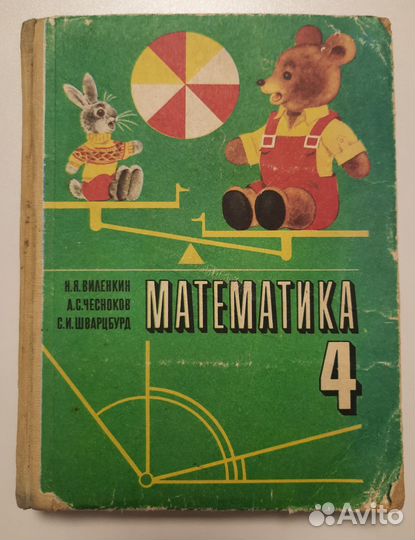 Н.Я.ВИЛЕНКИН
А.С.ЧЕСНОКОВ
С.И.ШВАРЦБУРД
МАТЕМАТИКА
4
Avito